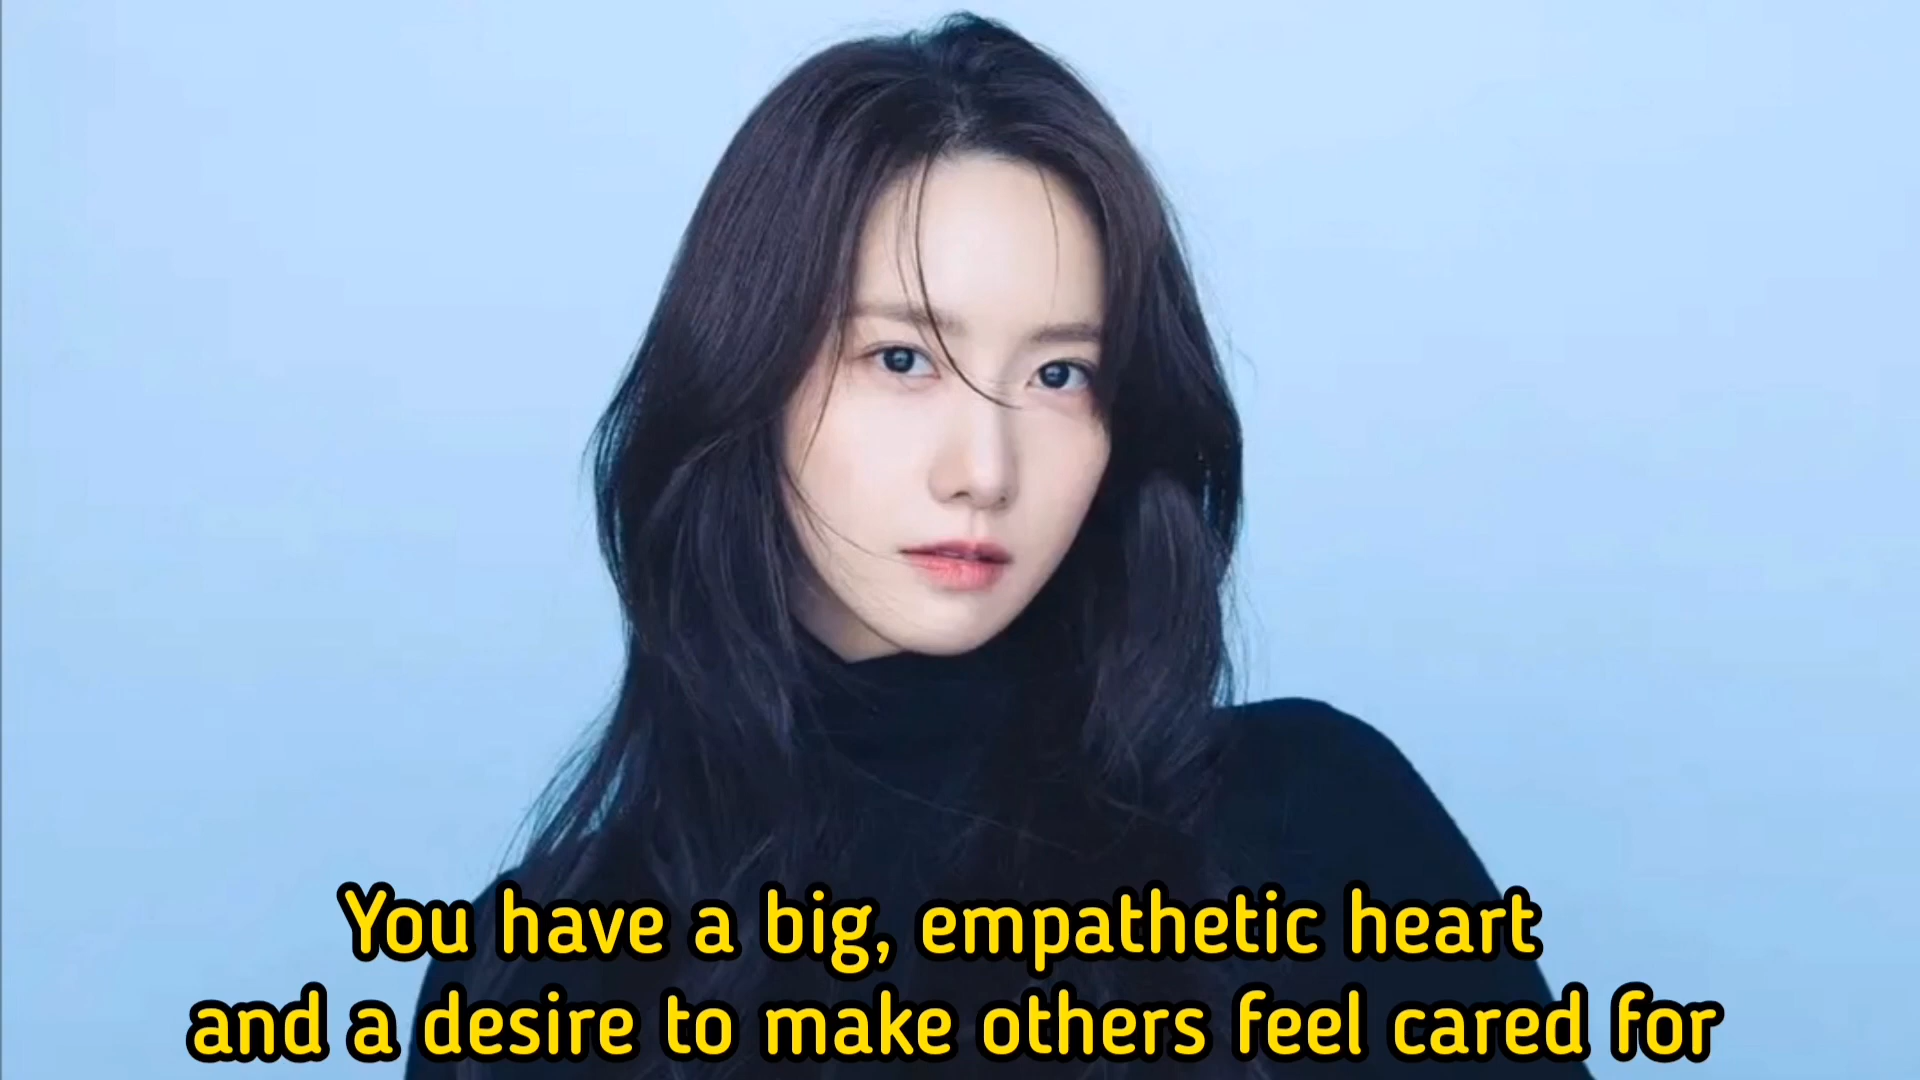 You have a big, empathetic heart
and a desire to make others feel cared for